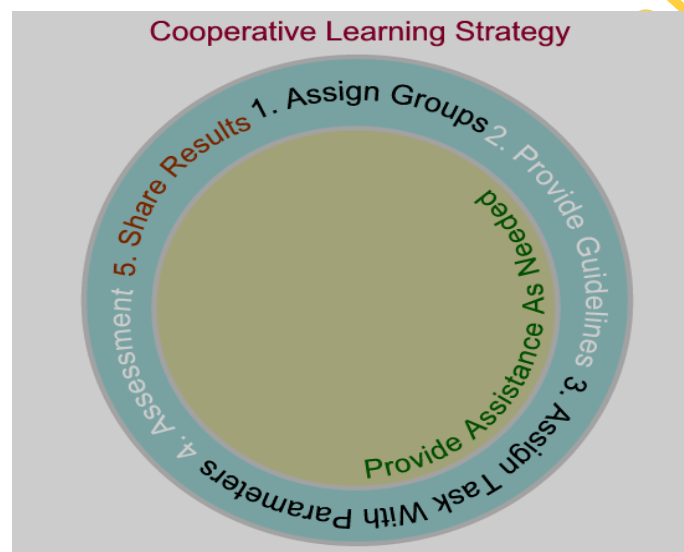 Cooperative Learning Strategy
1. Assign Groups
2. Provide Guidelines
3. Assign Task With Parameters
4. Assessment
5. Share Results
Provide Assistance As Needed